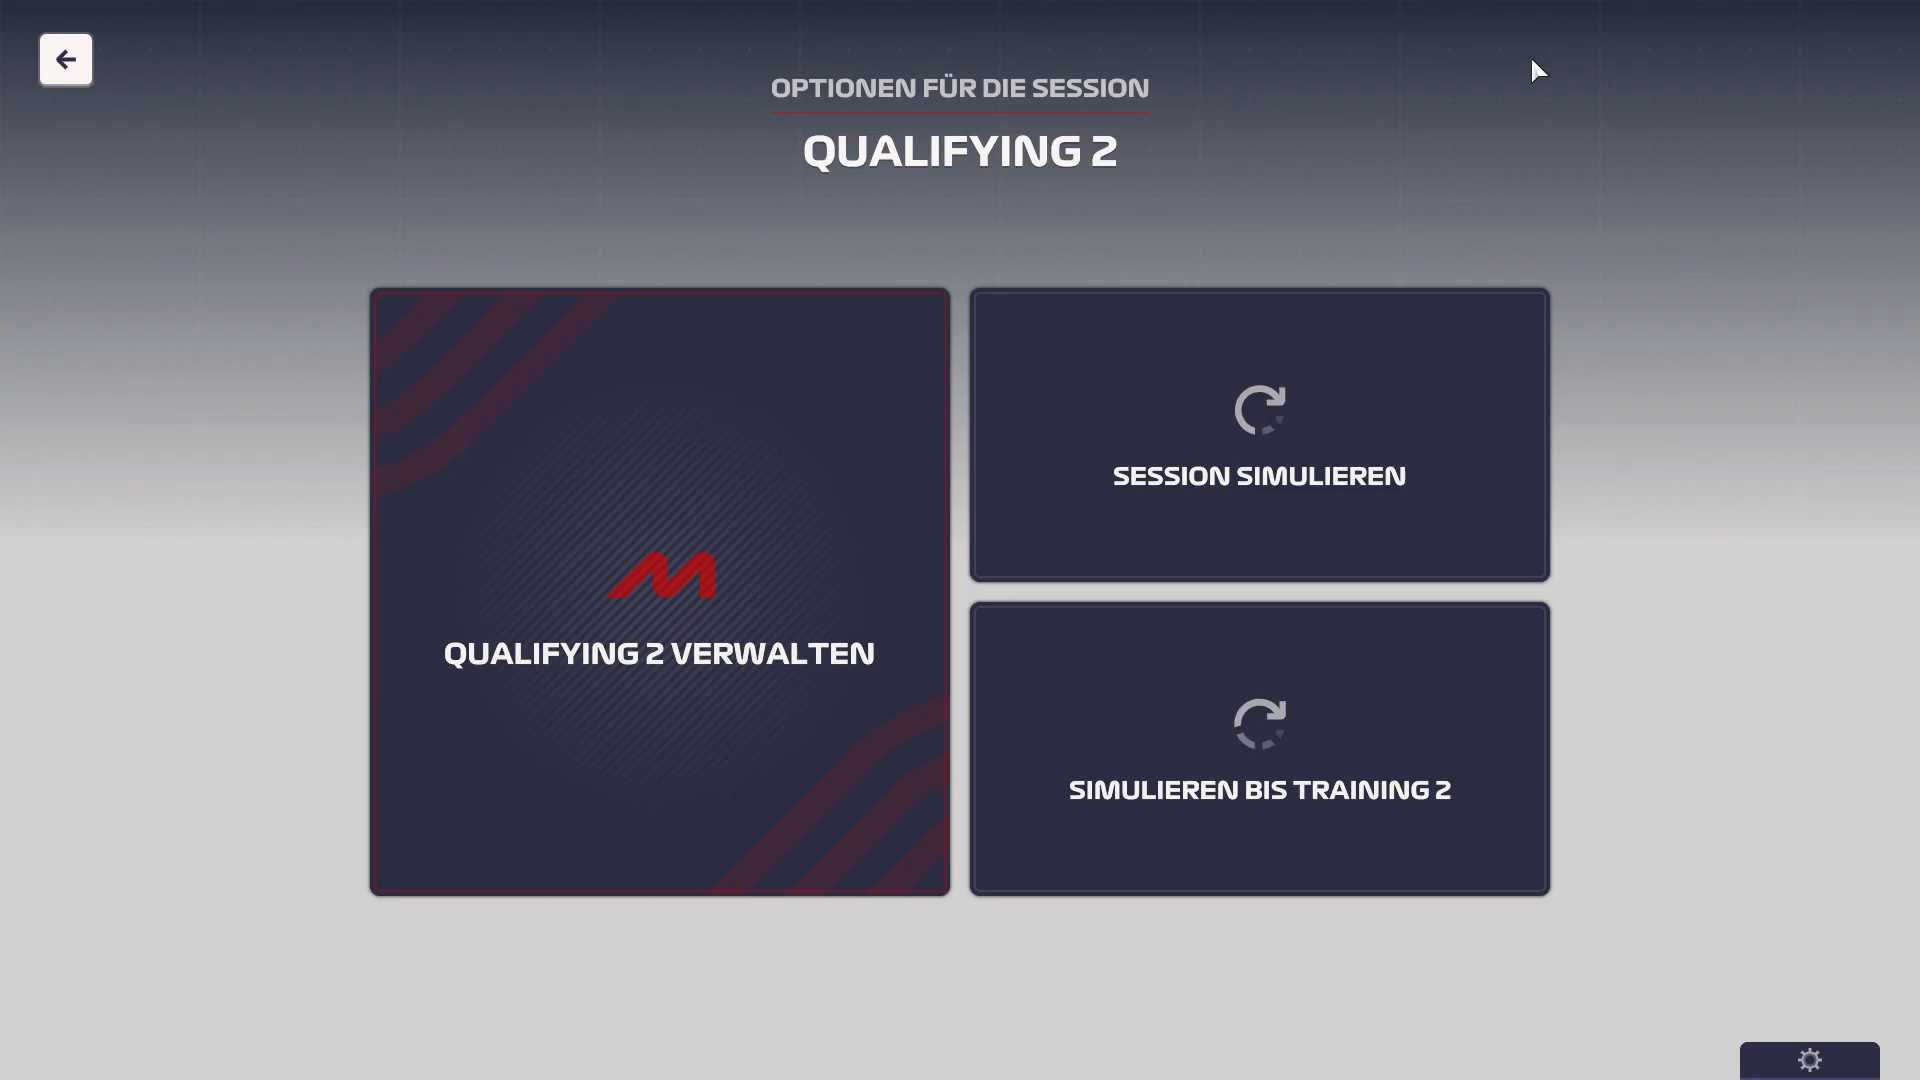 OPTIONEN FÜR DIE SESSION
QUALIFYING 2
QUALIFYING 2 VERWALTEN
SESSION SIMULIEREN
SIMULIEREN BIS TRAINING 2